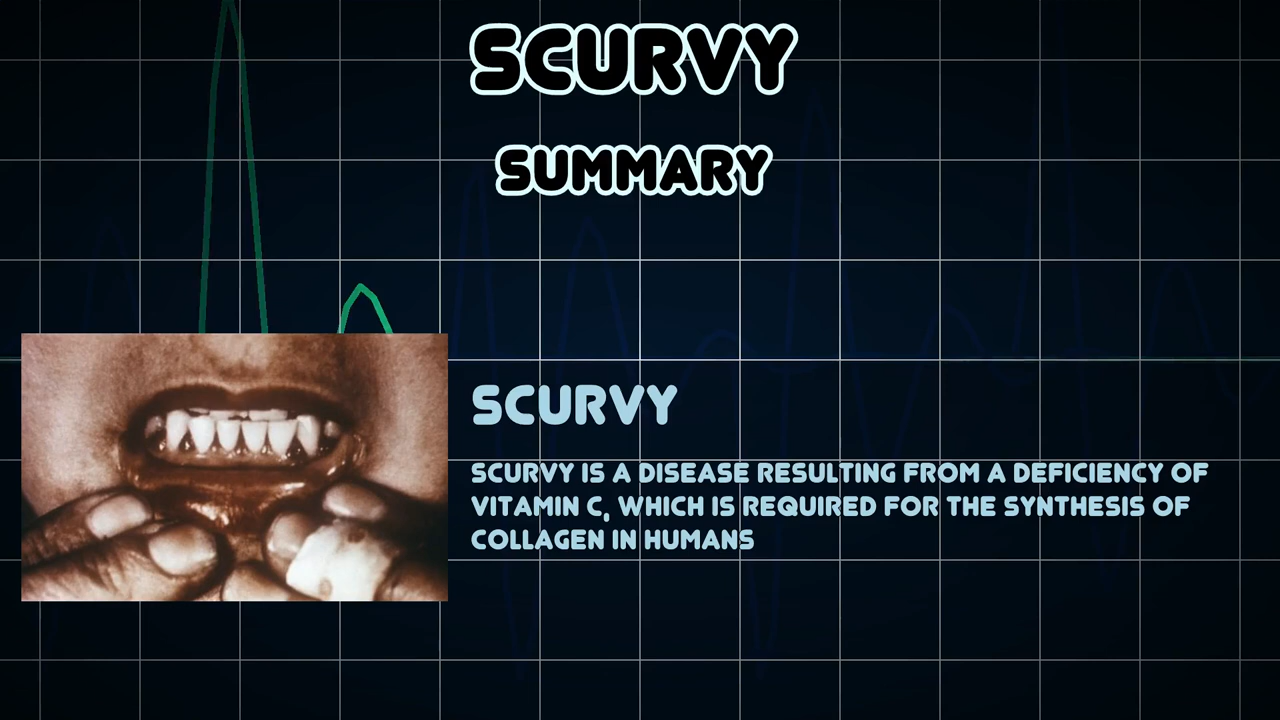 SCURVY
SUMMARY
SCURVY
SCURVY IS A DISEASE RESULTING FROM A DEFICIENCY OF
VITAMIN C, WHICH IS REQUIRED FOR THE SYNTHESIS OF
COLLAGEN IN HUMANS